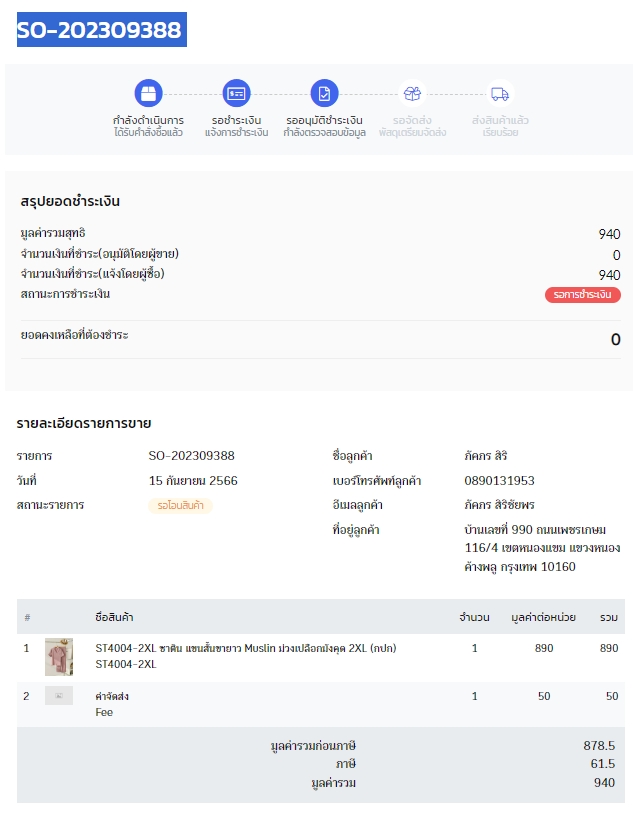 SO-202309388
กำลังดำเนินการ
ได้รับคำสั่งซื้อแล้ว
รอชำระเงิน
แจ้งการชำระเงิน
รออนุมัติชำระเงิน
กำลังตรวจสอบข้อมูล
รอจัดส่ง
พัสดุเตรียมจัดส่ง
ส่งสินค้าแล้ว
เรียบร้อย
สรุปยอดชำระเงิน
มูลค่ารวมสุทธิ 940
จำนวนเงินที่ชำระ(อนุมัติโดยผู้ขาย) 0
จำนวนเงินที่ชำระ(แจ้งโดยผู้ซื้อ) 940
สถานะการชำระเงิน รอการชำระเงิน
ยอดคงเหลือที่ต้องชำระ 0
รายละเอียดรายการขาย
รายการ SO-202309388
วันที่ 15 กันยายน 2566
สถานะรายการ รอโอนสินค้า
ชื่อลูกค้า ภัคภร สิริ
เบอร์โทรศัพท์ลูกค้า 0890131953
อีเมลลูกค้า ภัคภร สิริชัยพร
ที่อยู่ลูกค้า บ้านเลขที่ 990 ถนนเพชรเกษม
116/4 เขตหนองแขม แขวงหนอง
ค้างพลู กรุงเทพ 10160
# ชื่อสินค้า จำนวน มูลค่าต่อหน่วย รวม
1 ST4004-2XL ซาติน แขนสั้นขายาว Muslin ม่วงเปลือกมังคุด 2XL (กปก) 1 890 890
ST4004-2XL
2 ค่าจัดส่ง 1 50 50
Fee
มูลค่ารวมก่อนภาษี 878.5
ภาษี 61.5
มูลค่ารวม 940